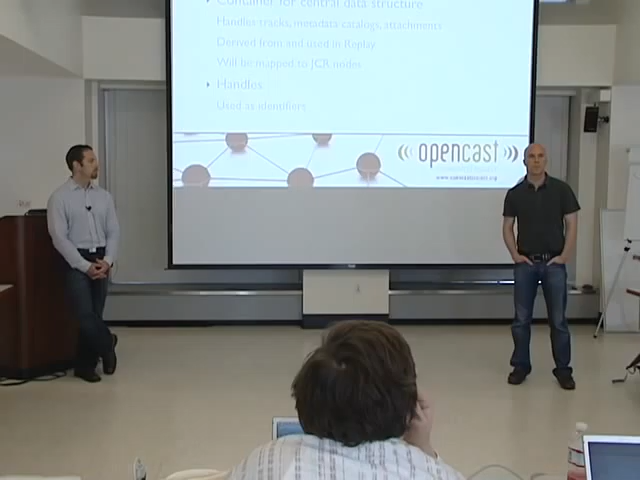 Container for central data structure
Handles tracks, metadata catalogs, attachments
Derived from and used in Replay
Will be mapped to JCR nodes
Handles
Used as identifiers
opencast
www.opencastproject.org